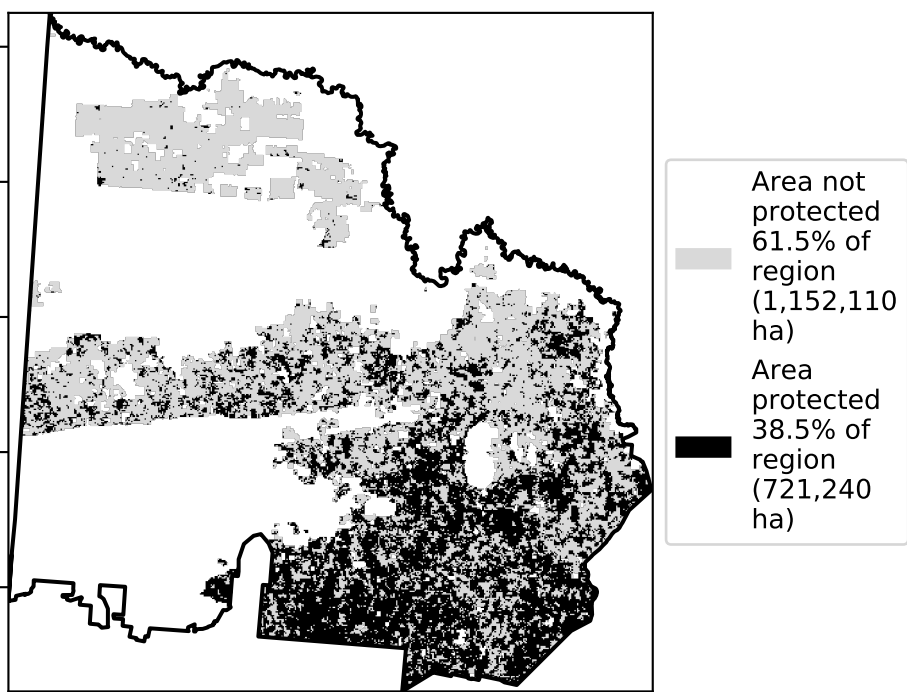 Area not
protected
61.5% of
region
(1,152,110
ha)
Area
protected
38.5% of
region
(721,240
ha)